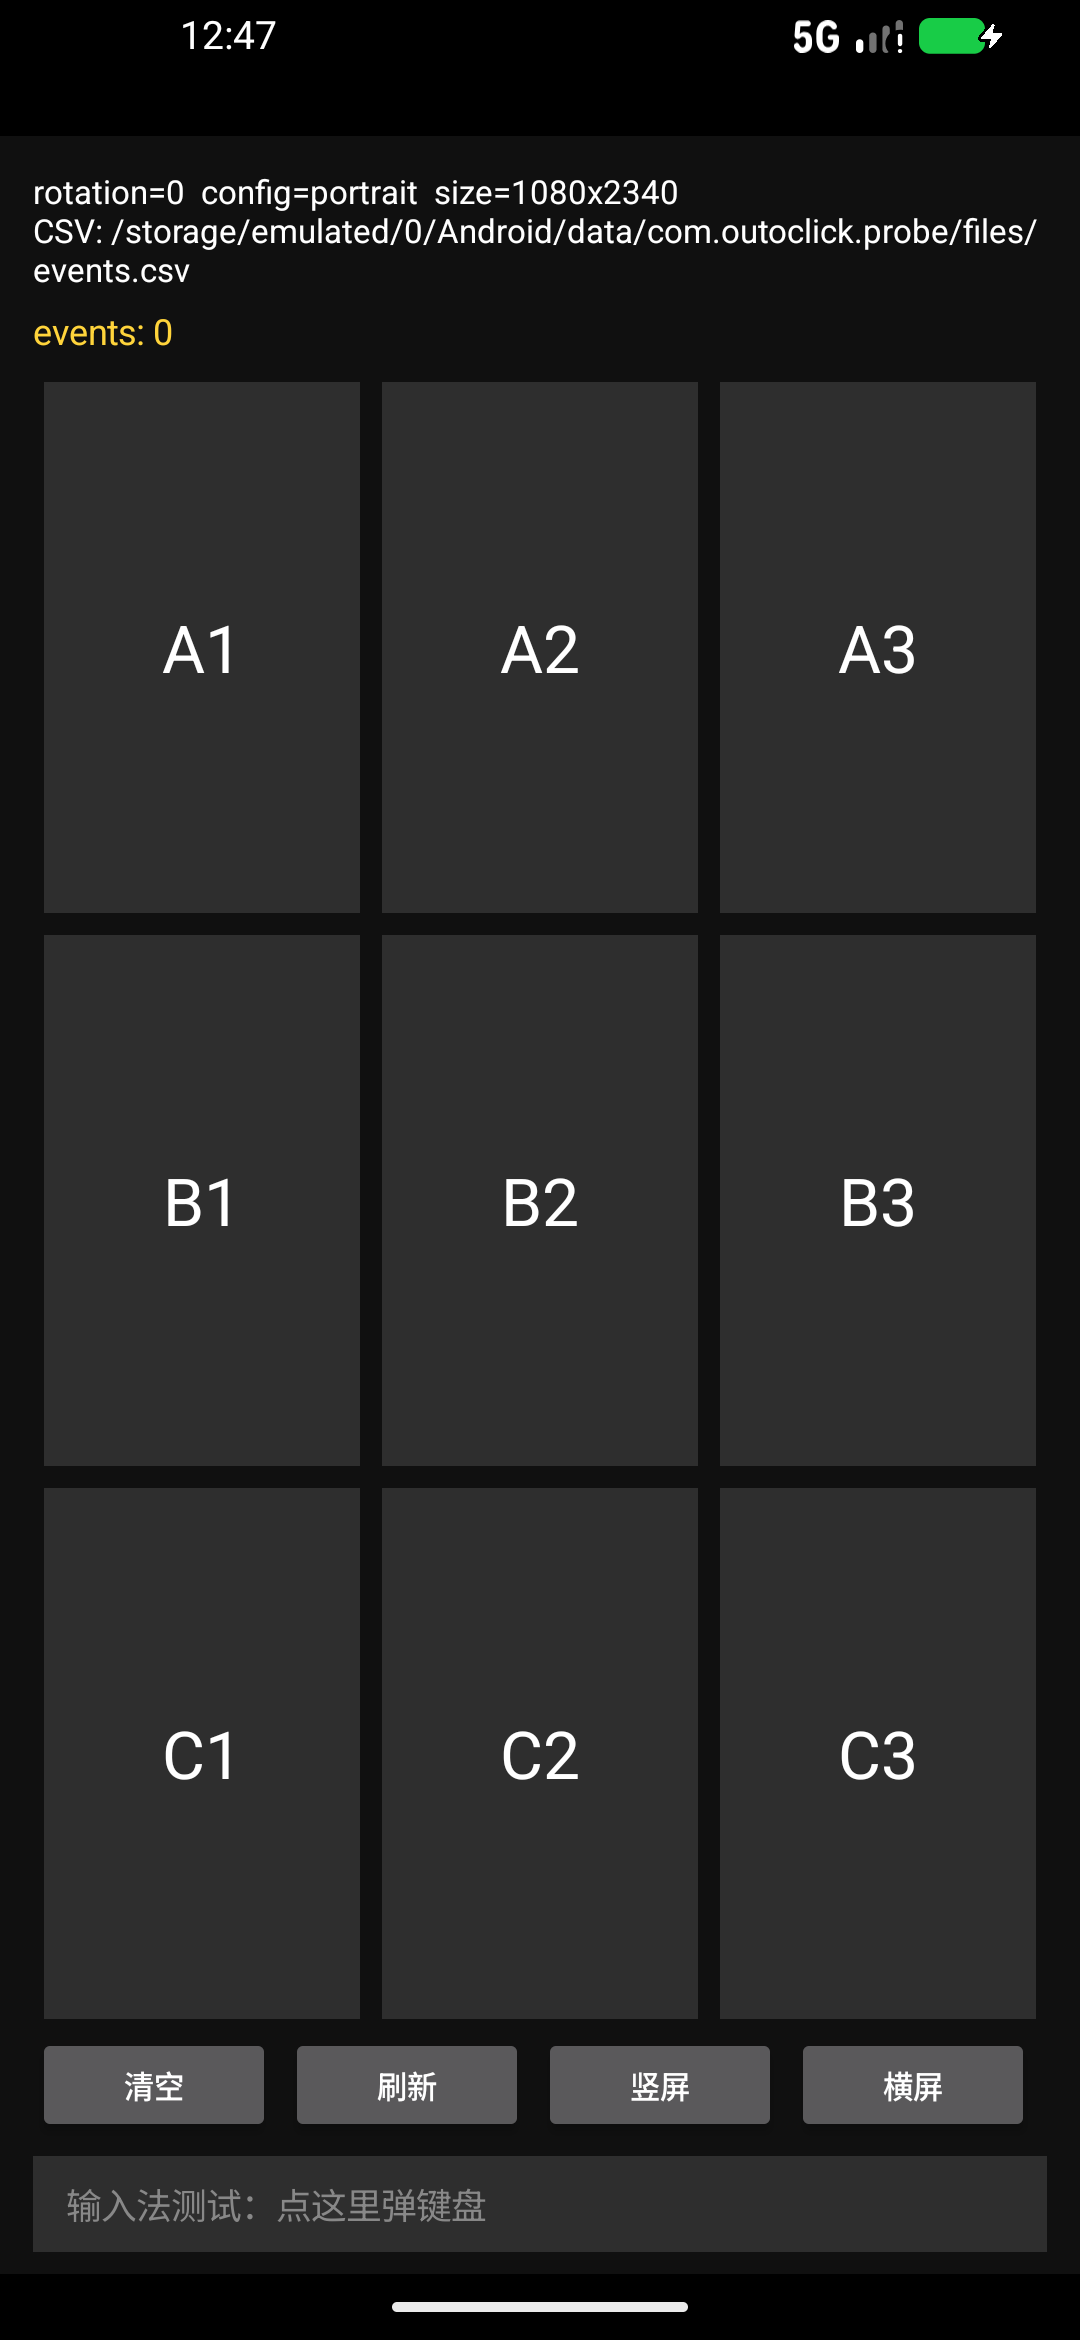 12:47
5G
rotation=0 config=portrait size=1080x2340
CSV: /storage/emulated/0/Android/data/com.outoclick.probe/files/
events.csv
events: 0
A1 A2 A3
B1 B2 B3
C1 C2 C3
清空 刷新 竖屏 横屏
输入法测试：点这里弹键盘